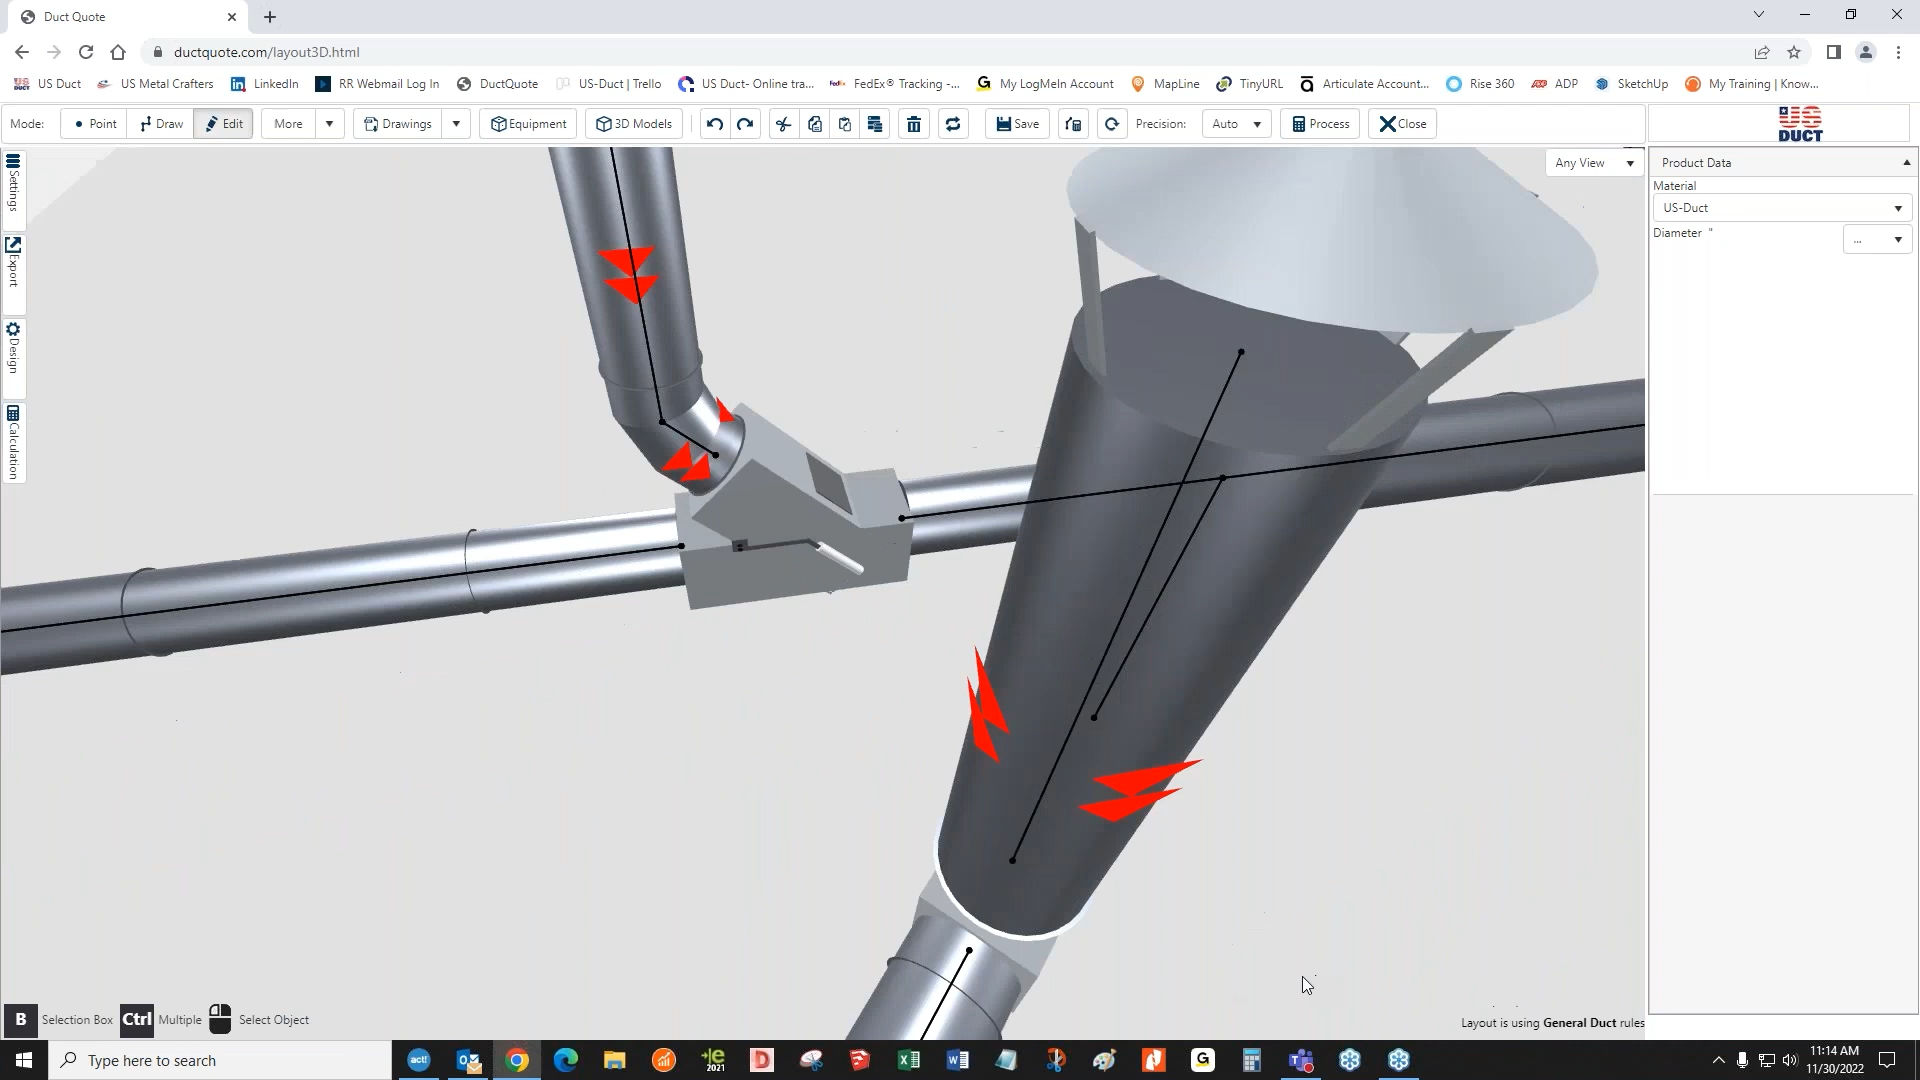 Duct Quote
ductquote.com/layout3D.html
US Duct US Metal Crafters LinkedIn RR Webmail Log In DuctQuote US-Duct | Trello US Duct- Online tra... FedEx® Tracking -... My LogMeIn Account MapLine TinyURL Articulate Account... Rise 360 ADP SketchUp My Training | Know...
Mode: Point Draw Edit More Drawings Equipment 3D Models Save Precision: Auto Process Close
US DUCT
Settings
Export
Design
Calculation
Any View
Product Data
Material
US-Duct
Diameter "
...
B Selection Box Ctrl Multiple Select Object
Layout is using General Duct rules
Type here to search
act!
e 2021
11:14 AM
11/30/2022